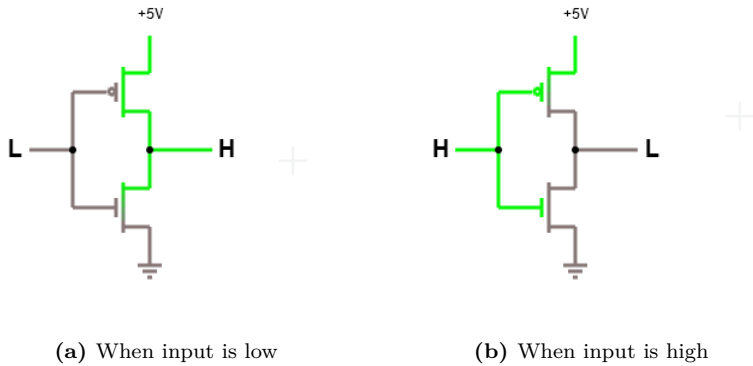 +5V +5V
L H H L
(a) When input is low (b) When input is high